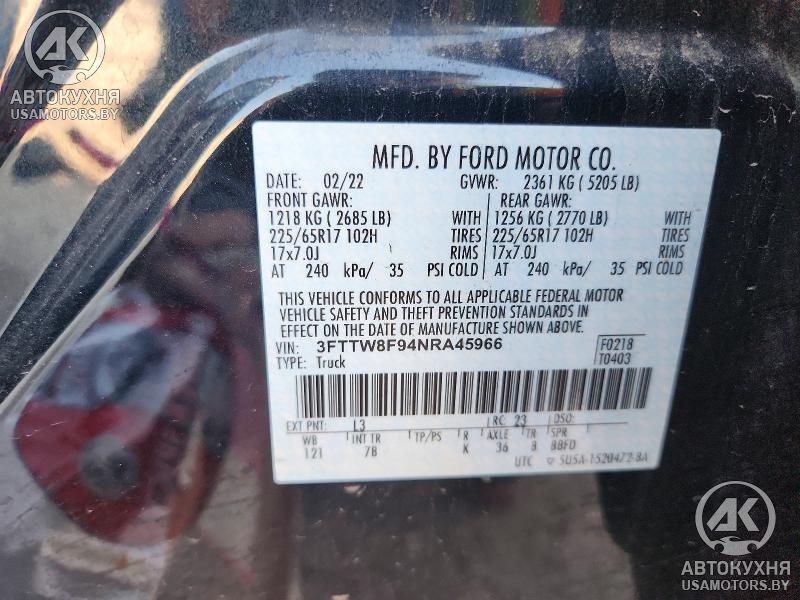 AK
АВТОКУХНЯ
USAMOTORS.BY
MFD. BY FORD MOTOR CO.
DATE: 02/22 GVWR: 2361 KG ( 5205 LB)
FRONT GAWR: REAR GAWR:
1218 KG ( 2685 LB) WITH 1256 KG ( 2770 LB) WITH
225/65R17 102H TIRES 225/65R17 102H TIRES
17x7.0J RIMS 17x7.0J RIMS
AT 240 kPa/ 35 PSI COLD AT 240 kPa/ 35 PSI COLD
THIS VEHICLE CONFORMS TO ALL APPLICABLE FEDERAL MOTOR
VEHICLE SAFETY AND THEFT PREVENTION STANDARDS IN
EFFECT ON THE DATE OF MANUFACTURE SHOWN ABOVE.
VIN: 3FTTW8F94NRA45966 F0218
TYPE: Truck T0403
EXT PNT: L3 RC: 23 DSO:
WB INT TR TP/PS R AXLE TR SPR
121 7B K 36 8 BBFD
UTC
AK
АВТОКУХНЯ
USAMOTORS.BY